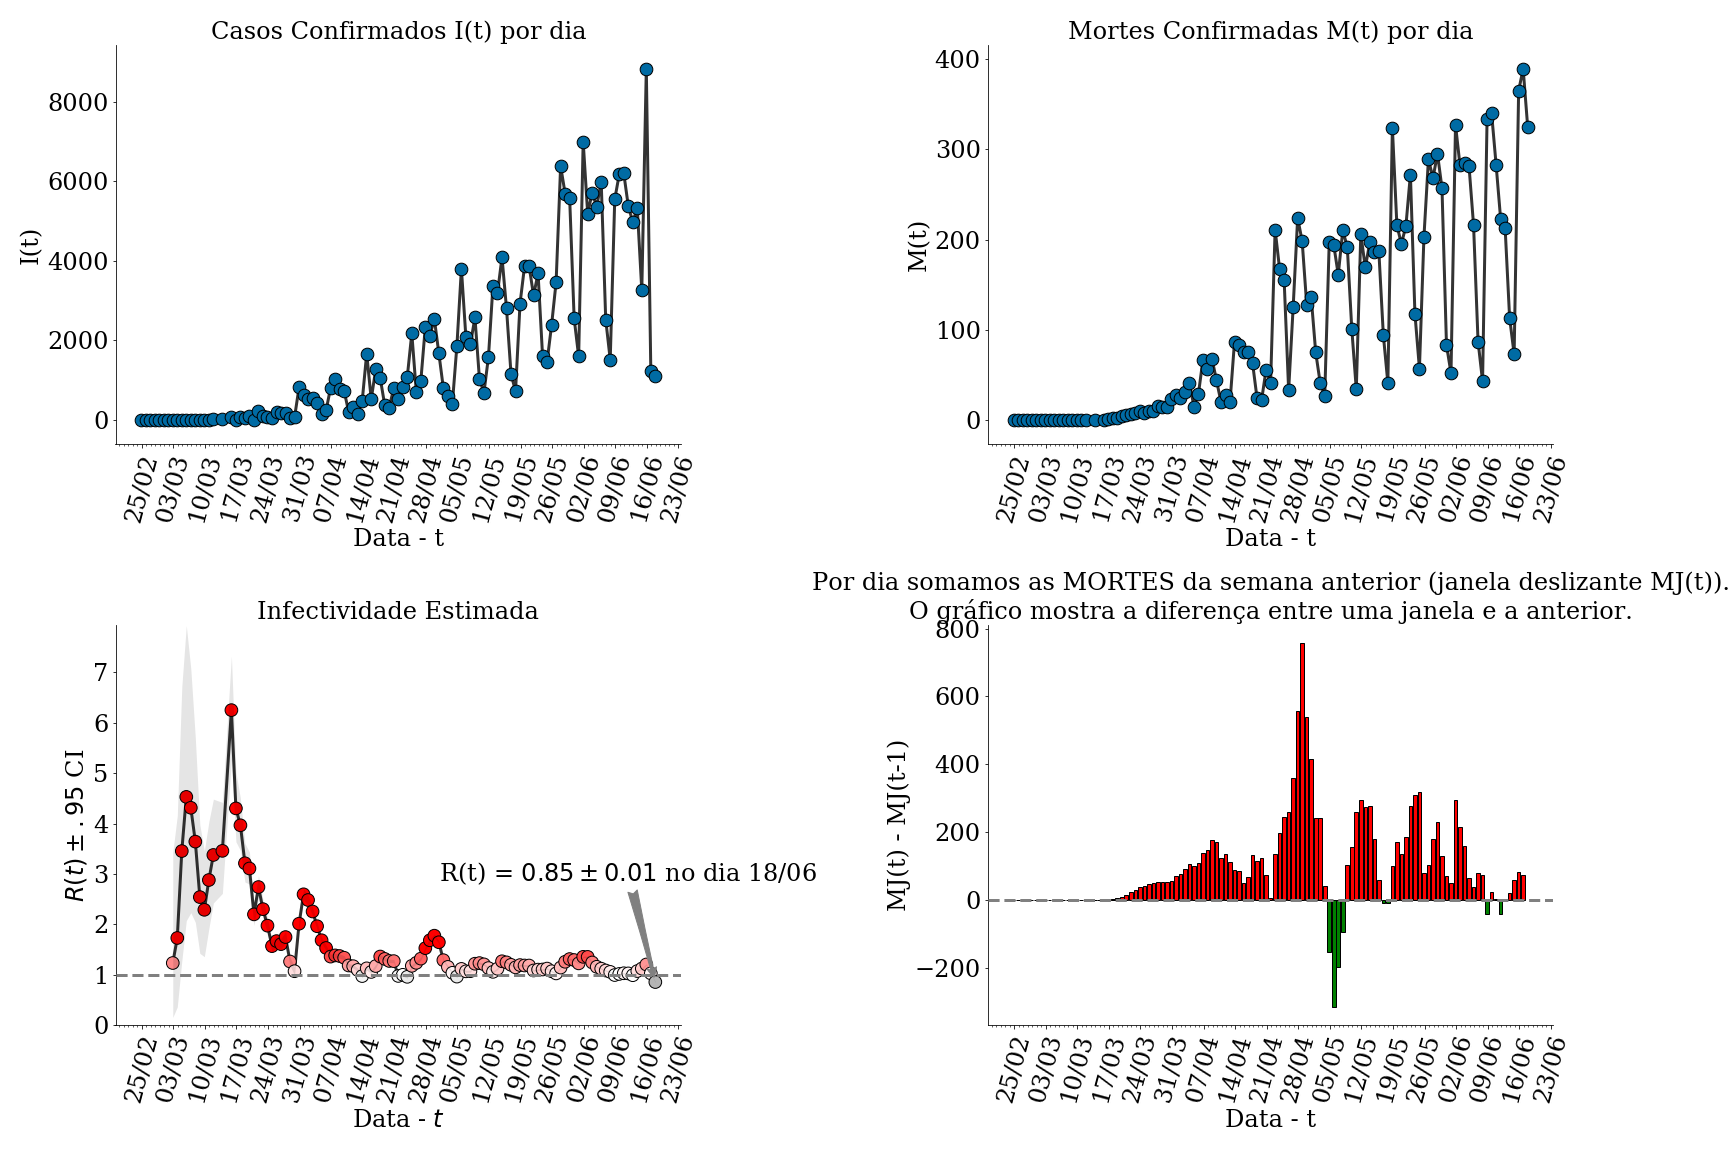 Casos Confirmados I(t) por dia
I(t)
8000
6000
4000
2000
0
25/02 03/03 10/03 17/03 24/03 31/03 07/04 14/04 21/04 28/04 05/05 12/05 19/05 26/05 02/06 09/06 16/06 23/06
Data - t
Mortes Confirmadas M(t) por dia
M(t)
400
300
200
100
0
25/02 03/03 10/03 17/03 24/03 31/03 07/04 14/04 21/04 28/04 05/05 12/05 19/05 26/05 02/06 09/06 16/06 23/06
Data - t
Infectividade Estimada
R(t) ± .95 CI
7
6
5
4
3
2
1
0
R(t) = 0.85 ± 0.01 no dia 18/06
25/02 03/03 10/03 17/03 24/03 31/03 07/04 14/04 21/04 28/04 05/05 12/05 19/05 26/05 02/06 09/06 16/06 23/06
Data - t
Por dia somamos as MORTES da semana anterior (janela deslizante MJ(t)).
O gráfico mostra a diferença entre uma janela e a anterior.
MJ(t) - MJ(t-1)
800
600
400
200
0
−200
25/02 03/03 10/03 17/03 24/03 31/03 07/04 14/04 21/04 28/04 05/05 12/05 19/05 26/05 02/06 09/06 16/06 23/06
Data - t